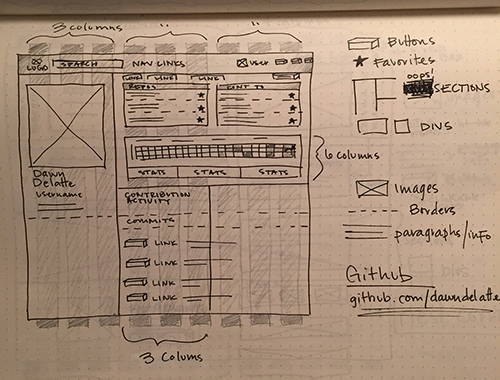 3 columns " "
LOGO SEARCH NAV LINKS USER
LINK LINK LINK
REPOS CONT TO
6 columns
STATS STATS STATS
Dawn
Delatte
username
CONTRIBUTION
ACTIVITY
COMMITS
LINK
LINK
LINK
LINK
3 Colums
Buttons
Favorites
OOPS!
SECTIONS
DIVS
Images
Borders
paragraphs/info
Github
github.com/dawndelatte